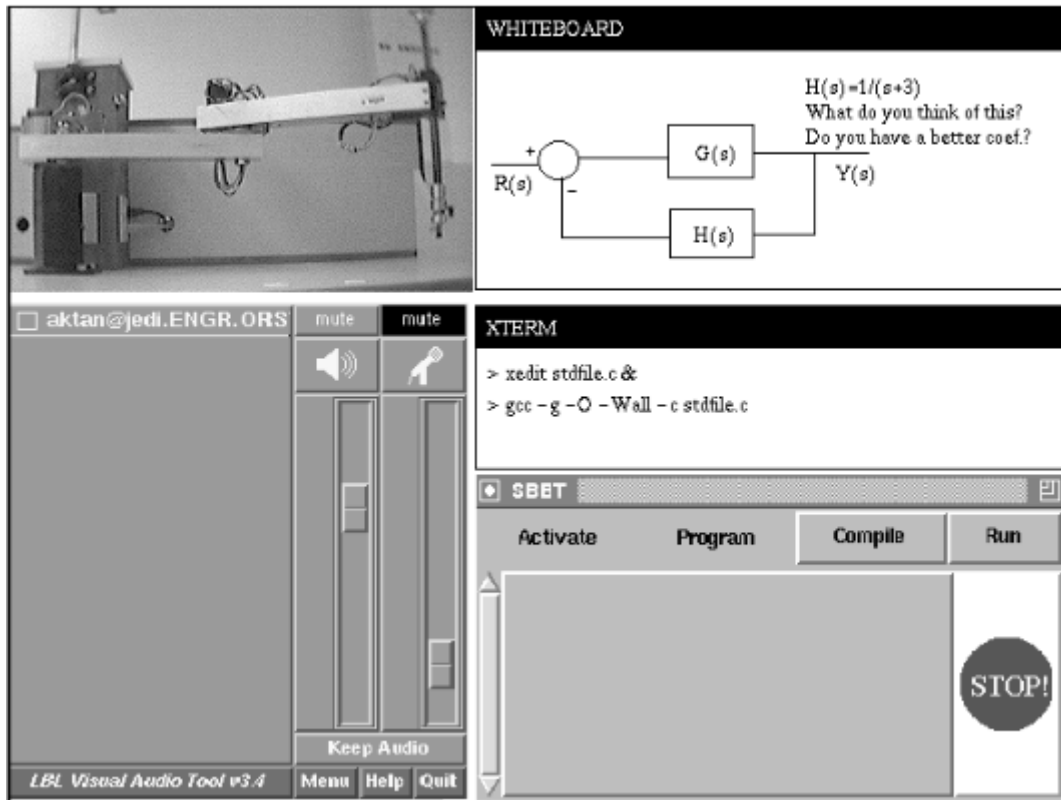 WHITEBOARD
H(s)=1/(s+3)
What do you think of this?
Do you have a better coef.?
+
G(s)
R(s)
Y(s)
−
H(s)
aktan@jedi.ENGR.ORS
mute
mute
XTERM
> xedit stdfile.c &
> gcc -g -O -Wall -c stdfile.c
SBET
Activate
Program
Compile
Run
STOP!
Keep Audio
LBL Visual Audio Tool v3.4
Menu
Help
Quit